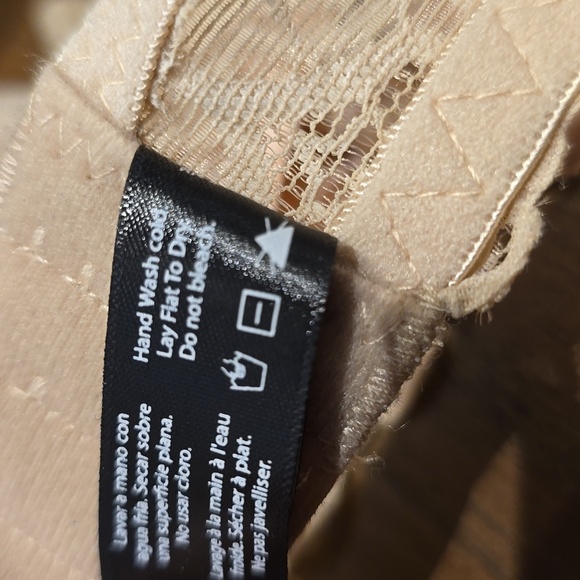 Hand Wash cold
Lay Flat To Dry
Do not bleach.
Lavar a mano con
agua fria. Secar sobre
una superficie plana.
No usar cloro.
Lavage à la main à l'eau
froide. Sécher à plat.
Ne pas javelliser.